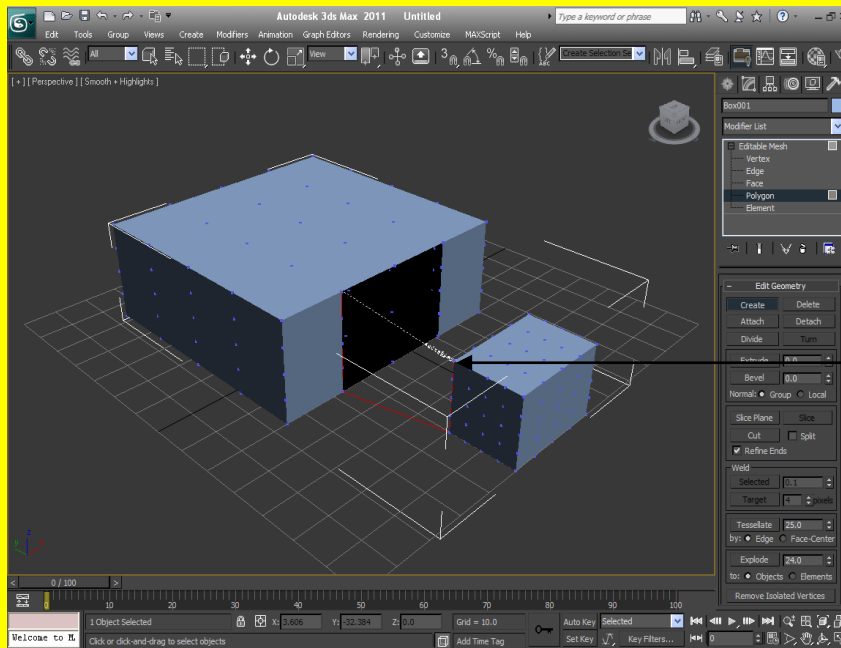 Autodesk 3ds Max 2011 Untitled
Type a keyword or phrase
Edit Tools Group Views Create Modifiers Animation Graph Editors Rendering Customize MAXScript Help
All View Create Selection Se
[ + ] [ Perspective ] [ Smooth + Highlights ]
Box001
Modifier List
Editable Mesh
Vertex
Edge
Face
Polygon
Element
Edit Geometry
Create Delete
Attach Detach
Divide Turn
Extrude 0.0
Bevel 0.0
Normal: Group Local
Slice Plane Slice
Cut Split
Refine Ends
Weld
Selected 0.1
Target 4 pixels
Tessellate 25.0
by: Edge Face-Center
Explode 24.0
to: Objects Elements
Remove Isolated Vertices
< 0 / 100 >
0 10 20 30 40 50 60 70 80 90 100
1 Object Selected X: 3.606 Y: -32.384 Z: 0.0 Grid = 10.0 Auto Key Selected
Welcome to M Click or click-and-drag to select objects Add Time Tag Set Key Key Filters... 0